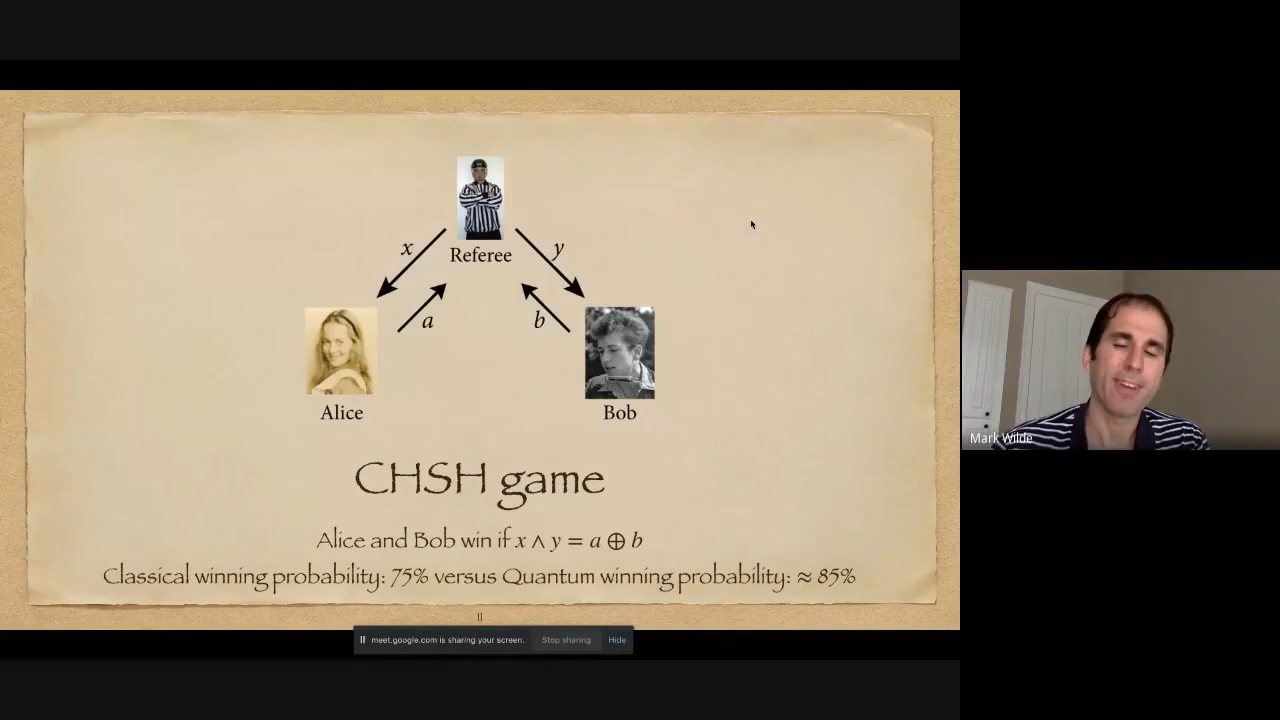 x
y
Referee
a
b
Alice
Bob
CHSH game
Alice and Bob win if x ∧ y = a ⊕ b
Classical winning probability: 75% versus Quantum winning probability: ≈ 85%
11
meet.google.com is sharing your screen.
Stop sharing
Hide
Mark Wilde